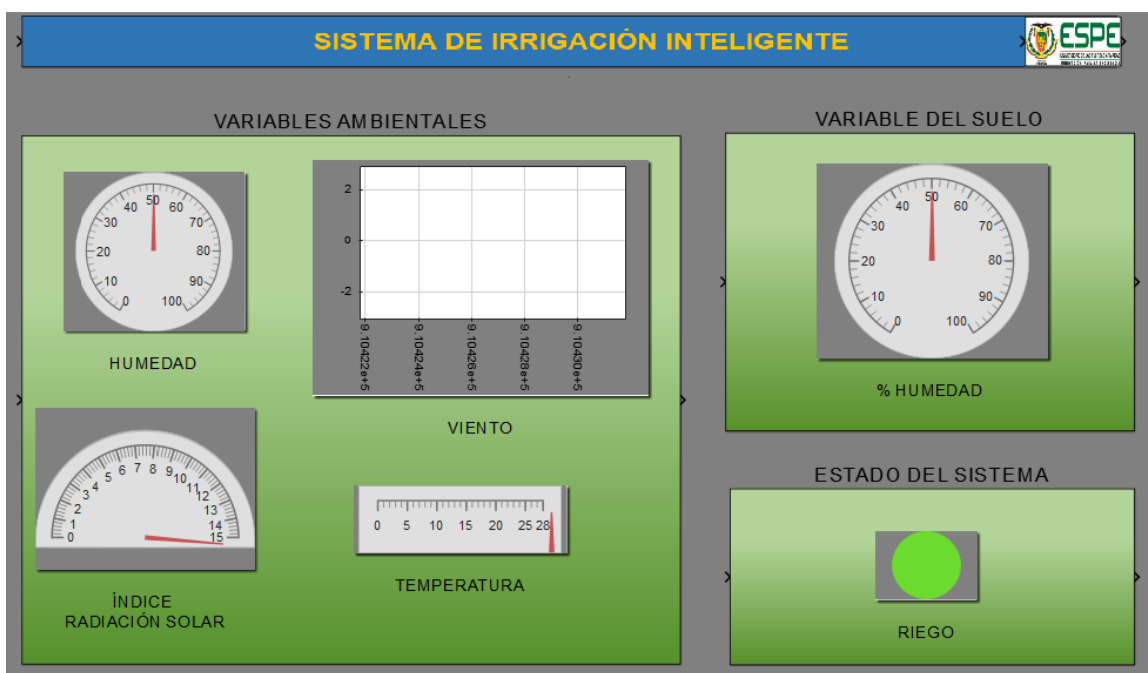 SISTEMA DE IRRIGACIÓN INTELIGENTE
ESPE
VARIABLES AMBIENTALES
0 10 20 30 40 50 60 70 80 90 100
HUMEDAD
2
0
-2
9.10422e+5
9.10424e+5
9.10426e+5
9.10428e+5
9.10430e+5
VIENTO
0 1 2 3 4 5 6 7 8 9 10 11 12 13 14 15
ÍNDICE
RADIACIÓN SOLAR
0 5 10 15 20 25 28
TEMPERATURA
VARIABLE DEL SUELO
0 10 20 30 40 50 60 70 80 90 100
% HUMEDAD
ESTADO DEL SISTEMA
RIEGO